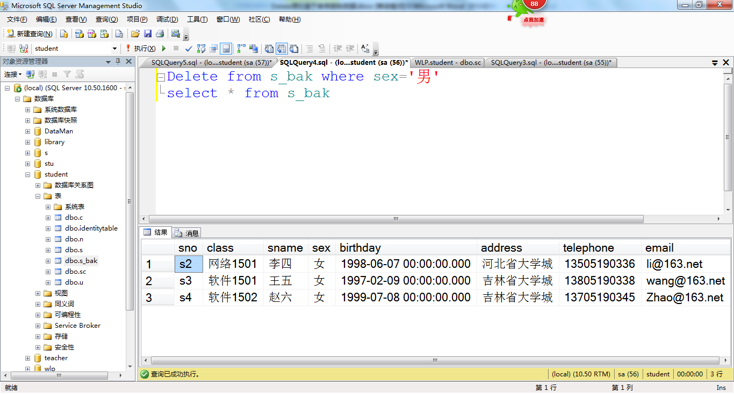 Microsoft SQL Server Management Studio
88
点我加速
文件(F) 编辑(E) 查看(V) 查询(Q) 项目(P) 调试(D) 工具(T) 窗口(W) 社区(C) 帮助(H)
新建查询(N)
student 执行(X)
对象资源管理器
SQLQuery5.sql - (lo....student (sa (57))* SQLQuery4.sql - (lo....student (sa (56))* WLP.student - dbo.sc SQLQuery3.sql - (lo....student (sa (55))*
连接
(local) (SQL Server 10.50.1600 -
数据库
系统数据库
数据库快照
DataMan
library
s
stu
student
数据库关系图
表
系统表
dbo.c
dbo.identitytable
dbo.n
dbo.s
dbo.s_bak
dbo.sc
dbo.u
视图
同义词
可编程性
Service Broker
存储
安全性
teacher
wlp
Delete from s_bak where sex='男'
select * from s_bak
结果 消息
sno class sname sex birthday address telephone email
1 s2 网络1501 李四 女 1998-06-07 00:00:00.000 河北省大学城 13505190336 li@163.net
2 s3 软件1501 王五 女 1997-02-09 00:00:00.000 吉林省大学城 13805190338 wang@163.net
3 s4 软件1502 赵六 女 1999-07-08 00:00:00.000 吉林省大学城 13705190345 Zhao@163.net
查询已成功执行。 (local) (10.50 RTM) sa (56) student 00:00:00 3 行
就绪 第 1 行 第 1 列 Ins